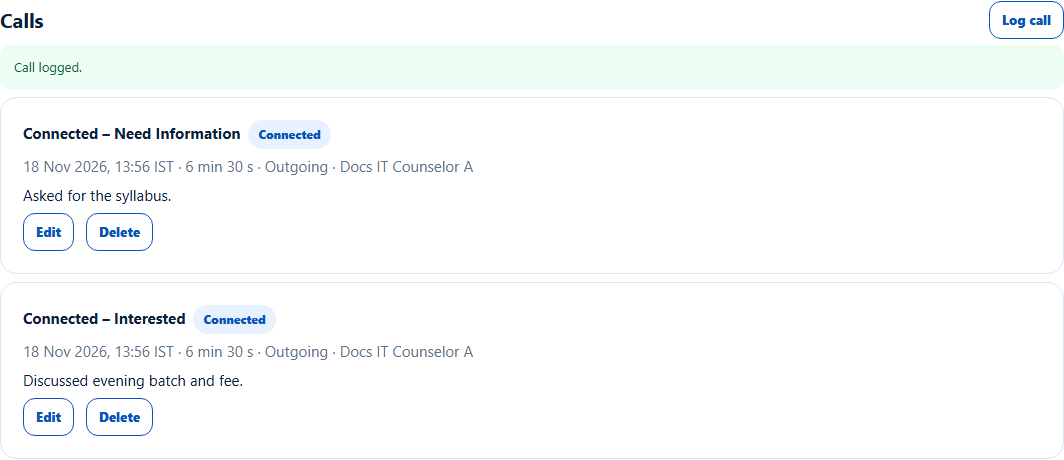 Calls
Log call
Call logged.
Connected – Need Information Connected
18 Nov 2026, 13:56 IST · 6 min 30 s · Outgoing · Docs IT Counselor A
Asked for the syllabus.
Edit Delete
Connected – Interested Connected
18 Nov 2026, 13:56 IST · 6 min 30 s · Outgoing · Docs IT Counselor A
Discussed evening batch and fee.
Edit Delete